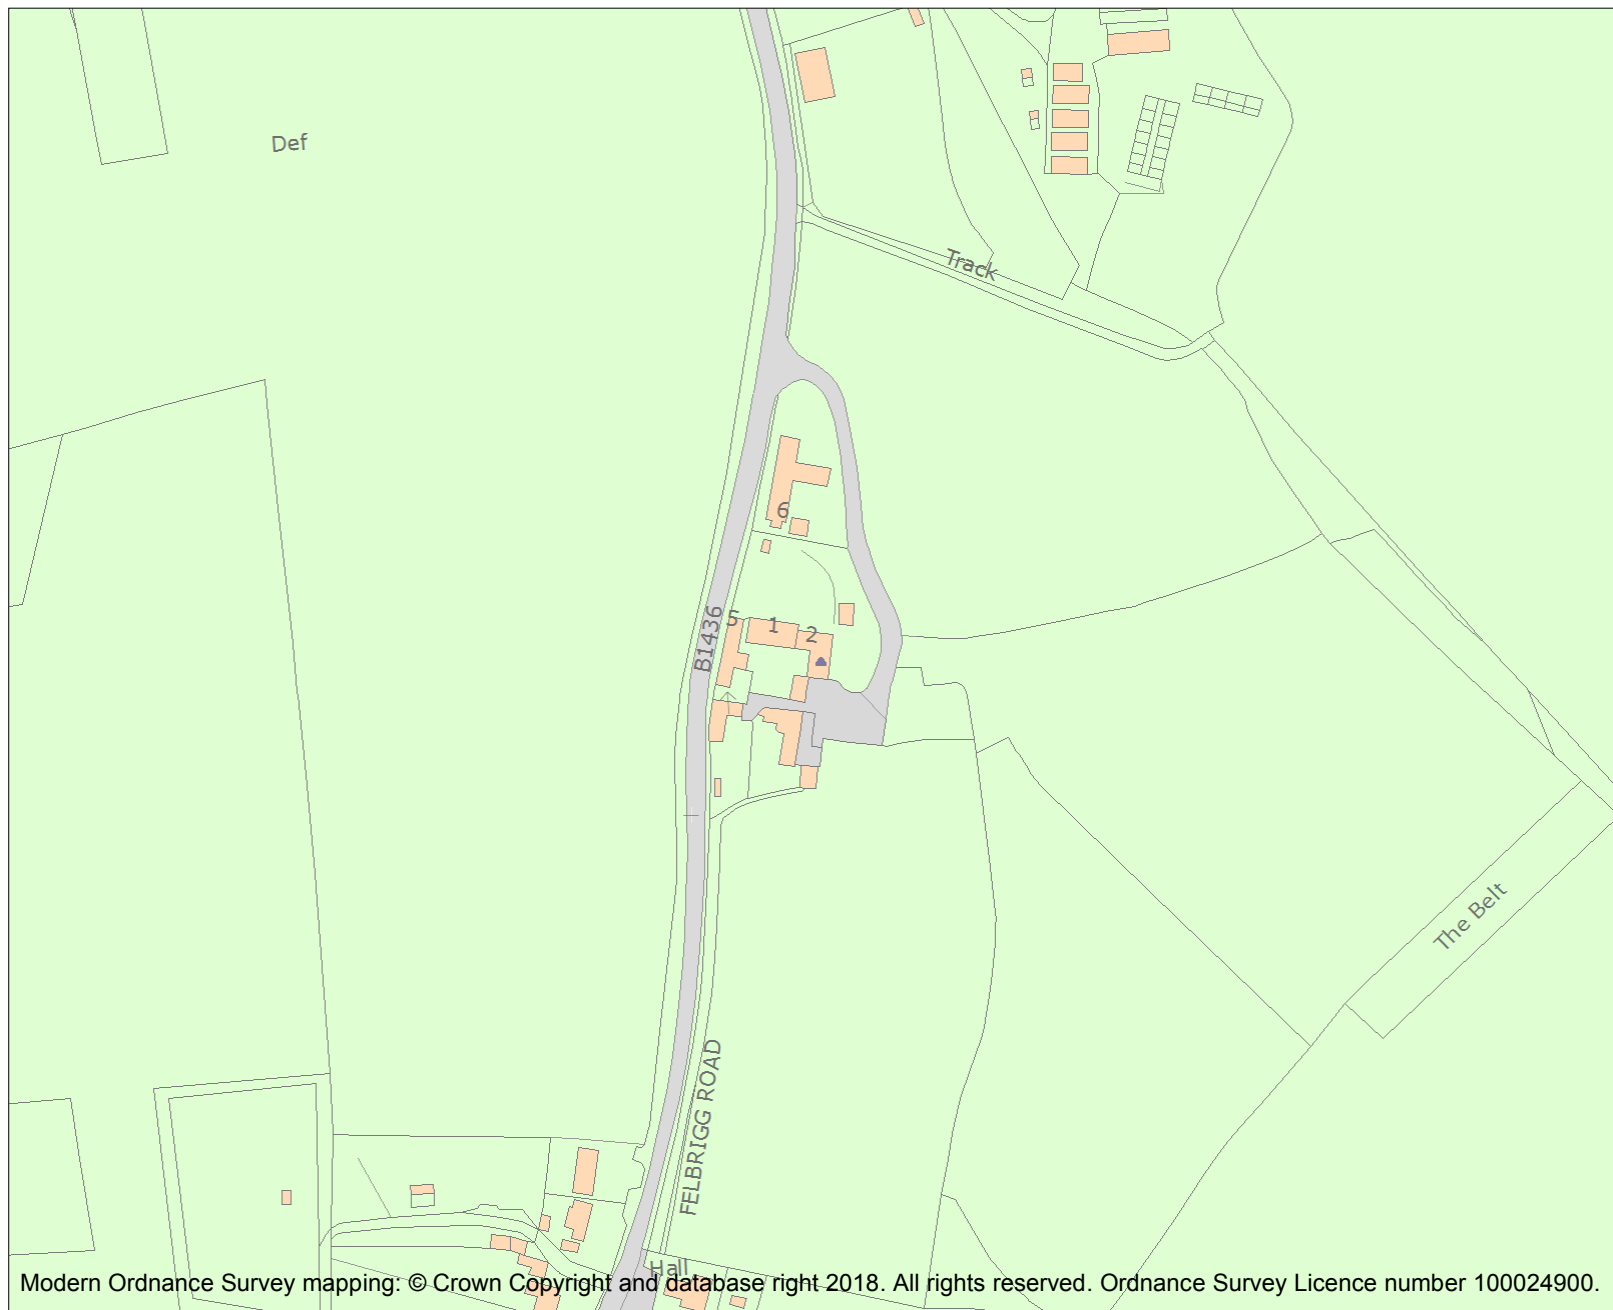 Def
Track
6
B1436
5
1
2
The Belt
FELBRIGG ROAD
Hall
Modern Ordnance Survey mapping: © Crown Copyright and database right 2018. All rights reserved. Ordnance Survey Licence number 100024900.